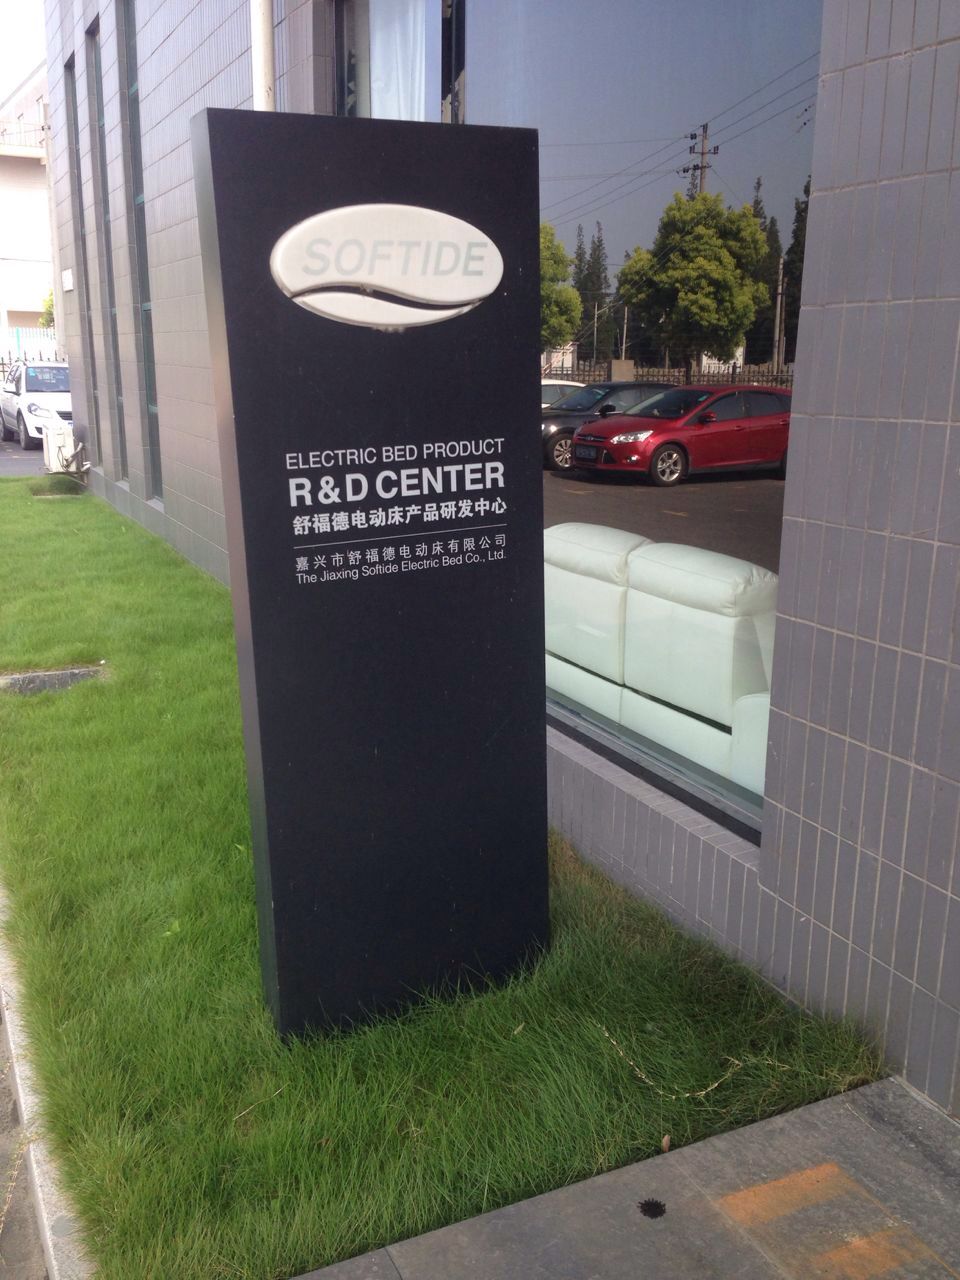 SOFTIDE
ELECTRIC BED PRODUCT
R&D CENTER
舒福德电动床产品研发中心
嘉兴市舒福德电动床有限公司
The Jiaxing Softide Electric Bed Co., Ltd.